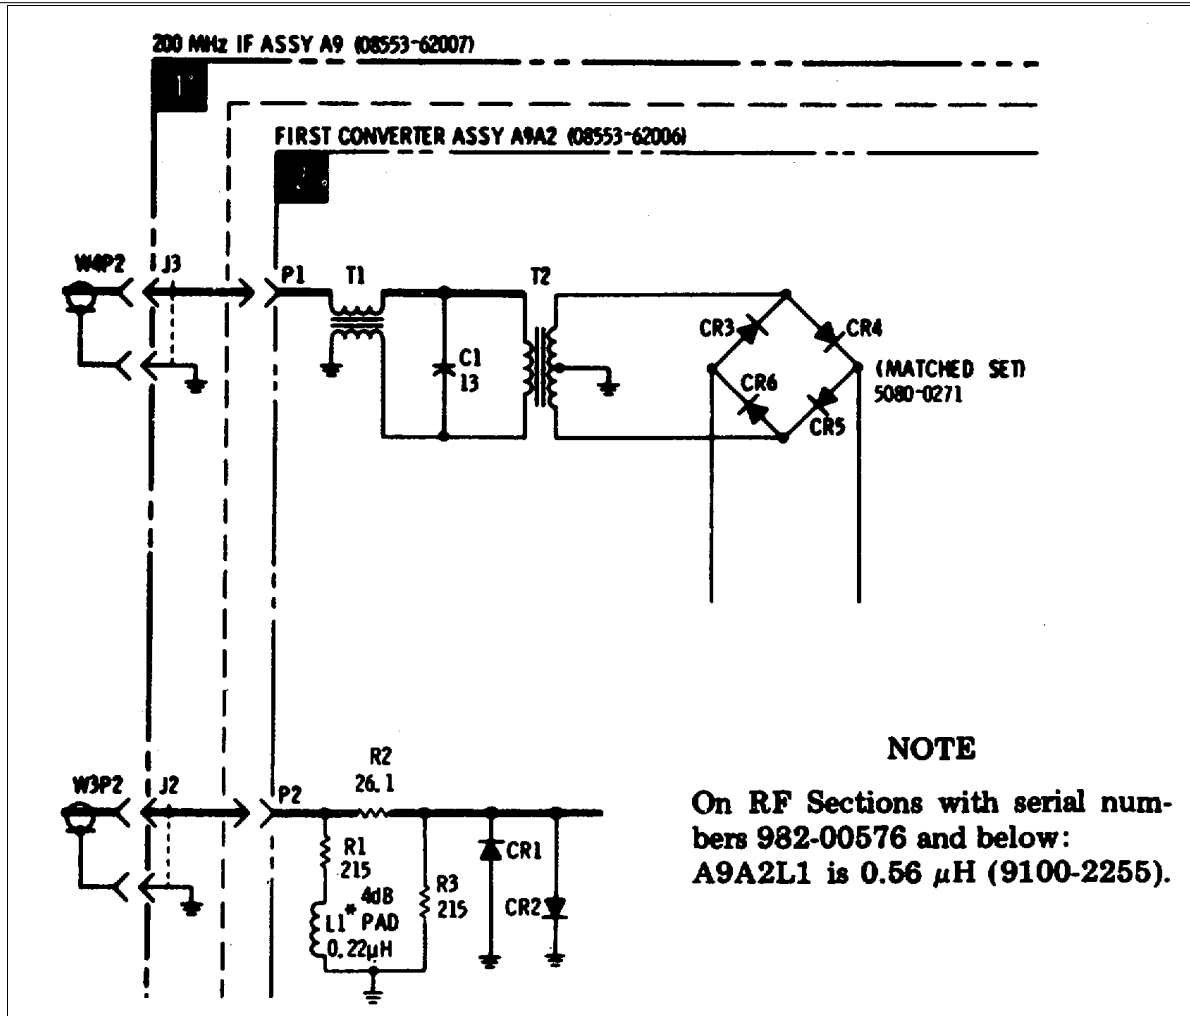 200 MHz IF ASSY A9 (08553-62007)
1
FIRST CONVERTER ASSY A9A2 (08553-62006)
W4P2 J3 P1 T1 T2
CR3 CR4
C1
13
(MATCHED SET)
5080-0271
CR6
CR5
R2
26.1
W3P2 J2 P2
R1
215
CR1
4dB
PAD
L1*
0.22µH
R3
215
CR2
NOTE
On RF Sections with serial num-
bers 982-00576 and below:
A9A2L1 is 0.56 µH (9100-2255).